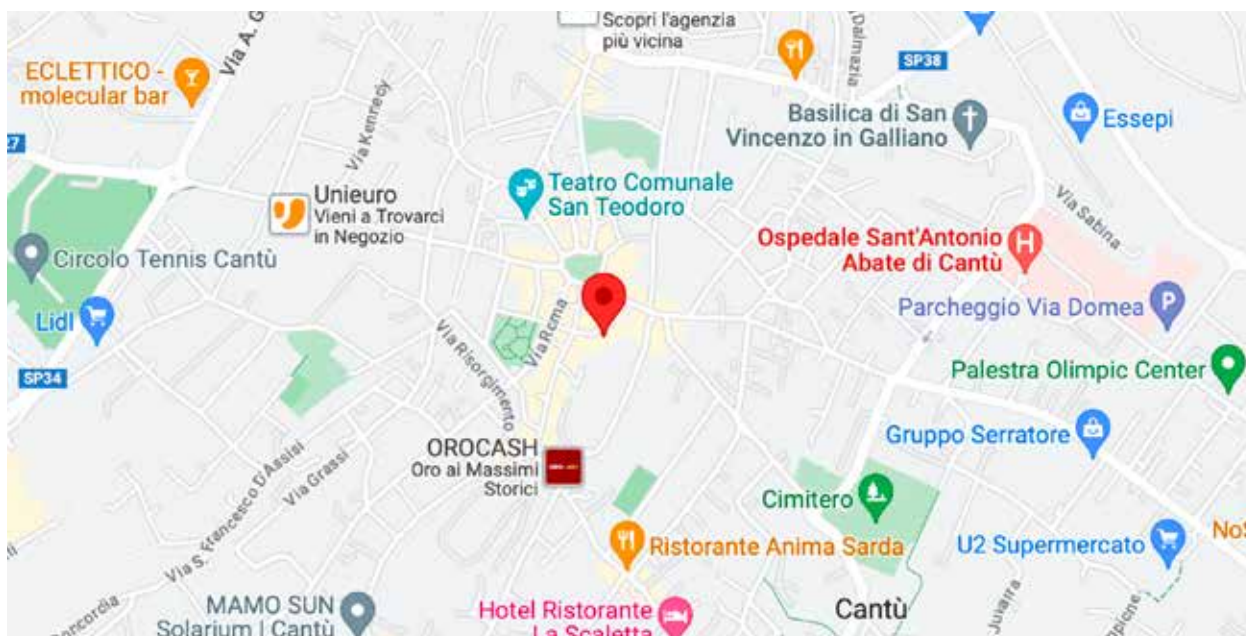 Scopri l'agenzia
più vicina
Dalmazia
SP38
Via A. G
ECLETTICO -
molecular bar
Via Kennedy
Basilica di San
Vincenzo in Galliano
Essepi
27
Unieuro
Vieni a Trovarci
in Negozio
Teatro Comunale
San Teodoro
Via Sabina
Circolo Tennis Cantù
Ospedale Sant'Antonio
Abate di Cantù
H
Parcheggio Via Domea
P
Lidl
Via Roma
Via Risorgimento
SP34
Palestra Olimpic Center
Gruppo Serratore
OROCASH
Oro ai Massimi
Storici
Via S. Francesco D'Assisi
Via Grassi
Cimitero
NoS
U2 Supermercato
Ristorante Anima Sarda
MAMO SUN
Solarium | Cantù
Hotel Ristorante
La Scaletta
Cantù
Juvarra